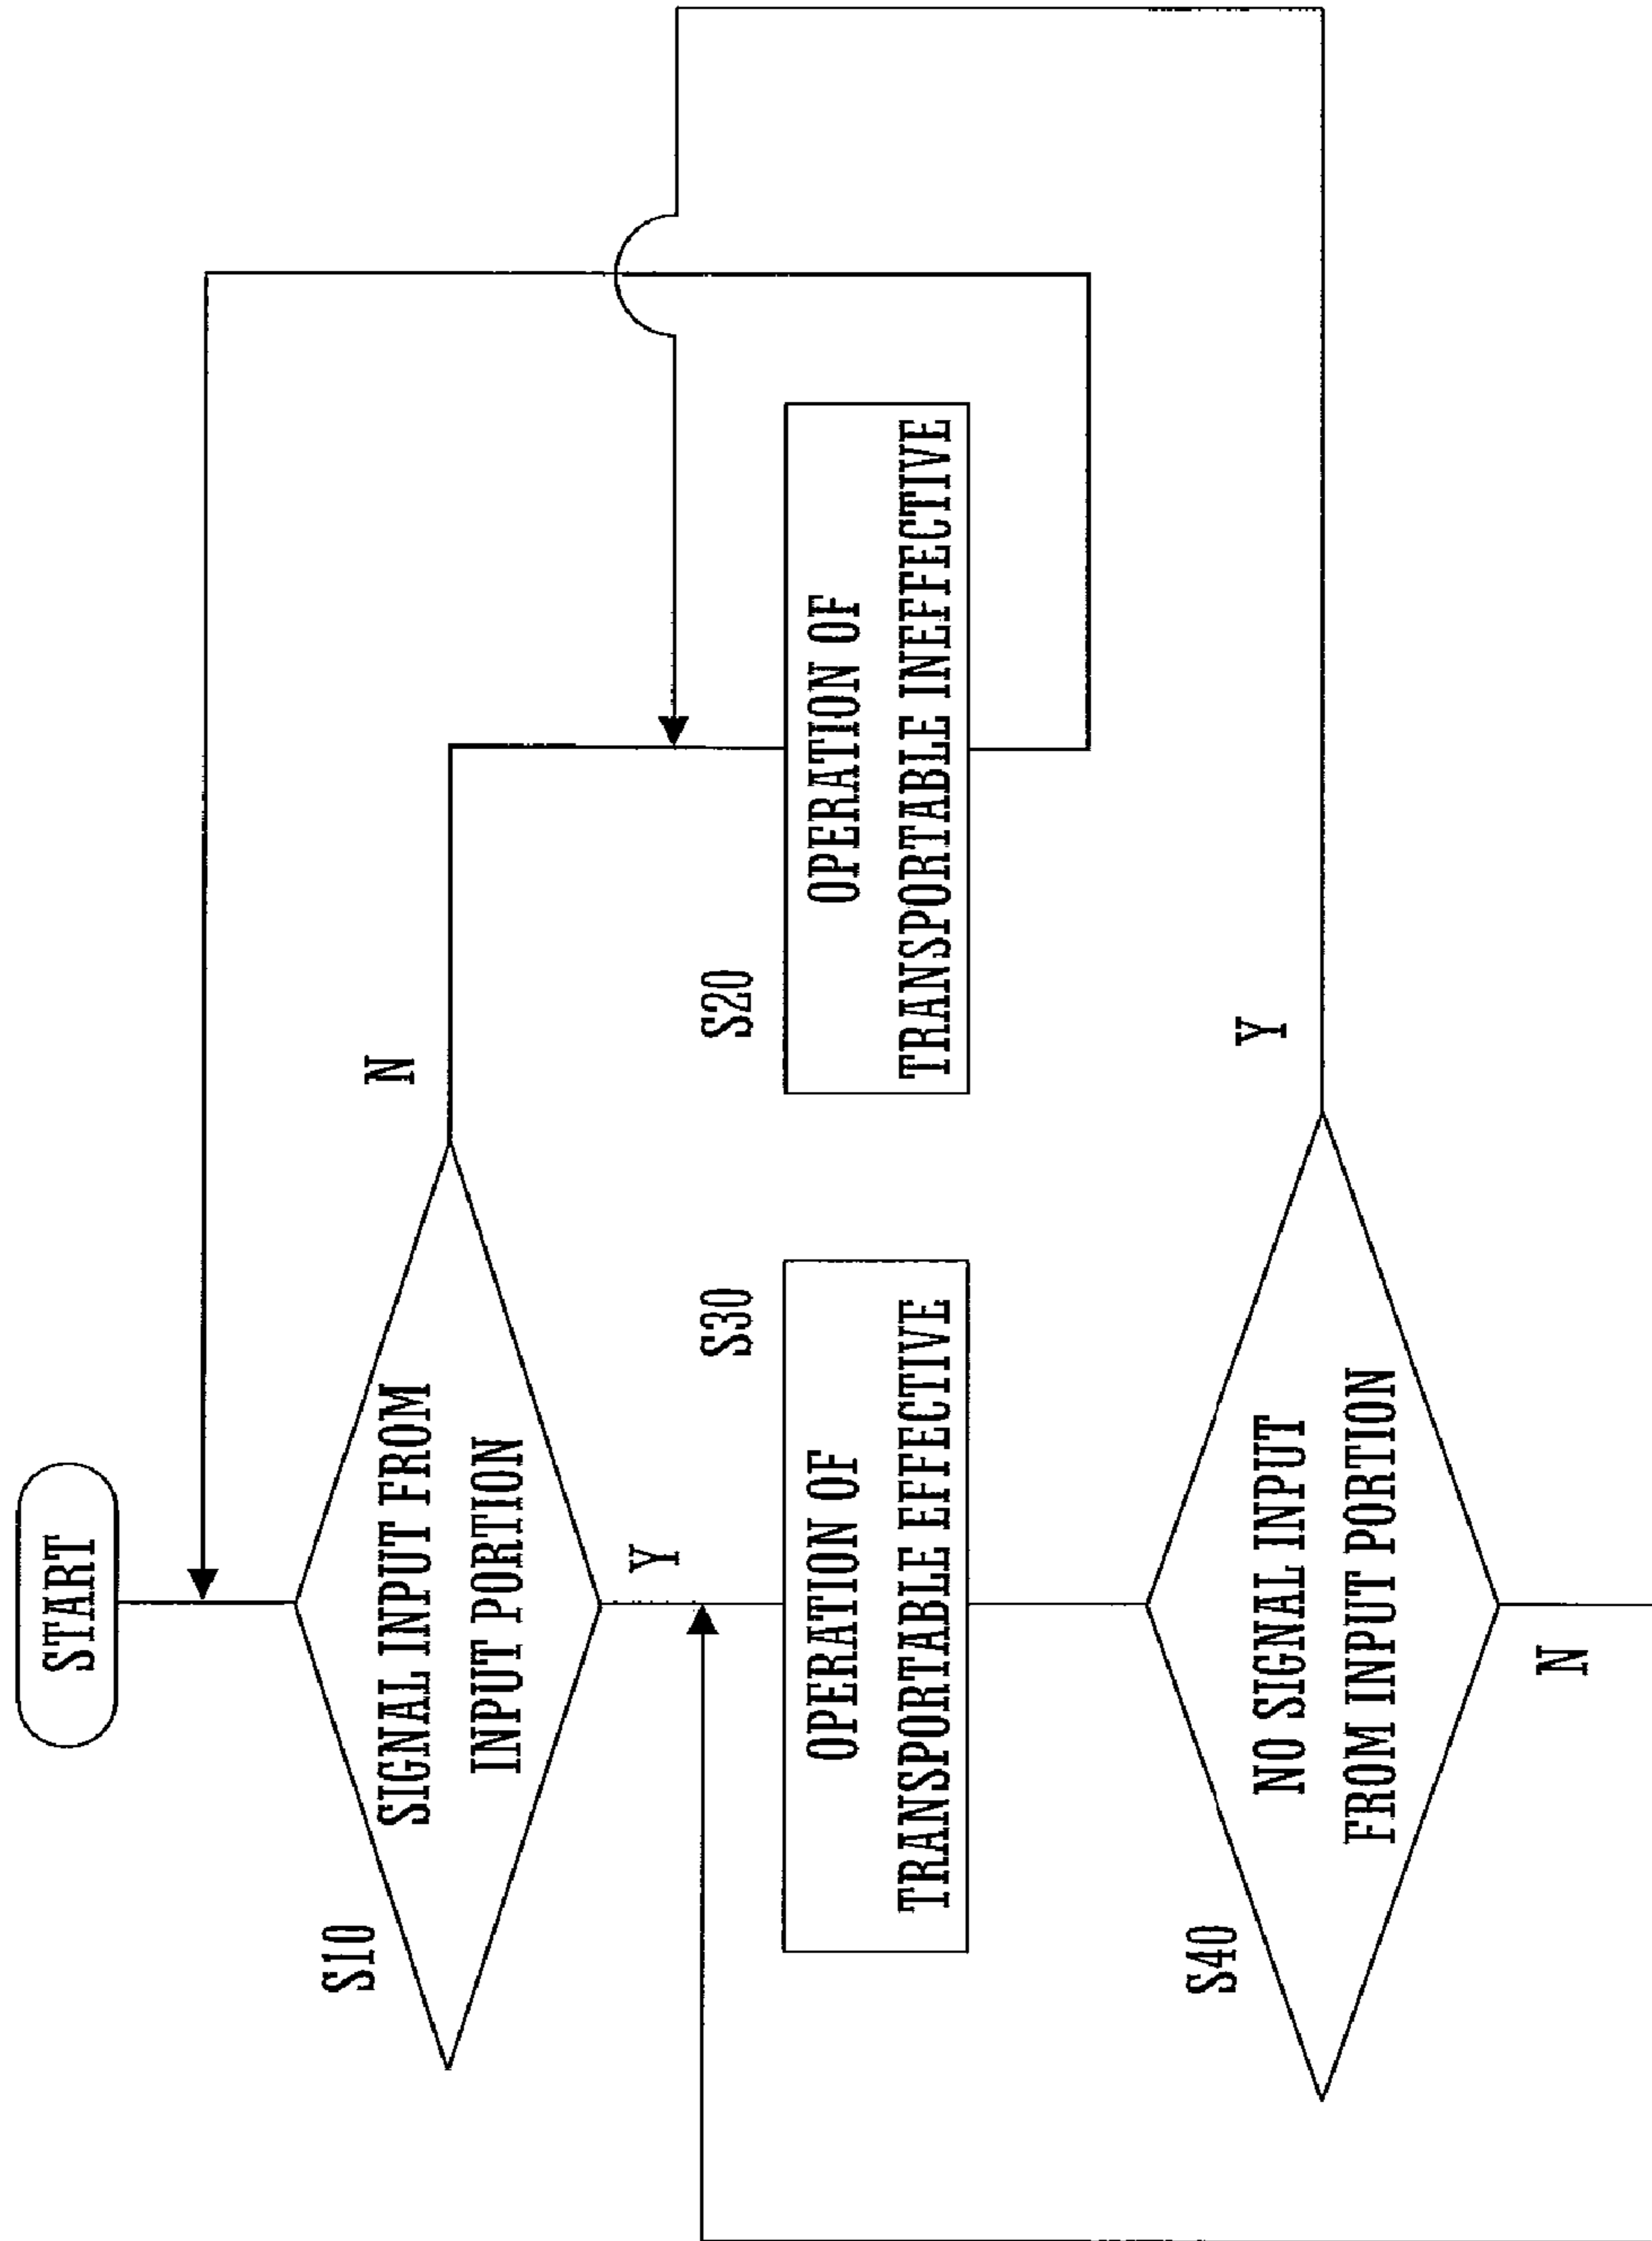 START
S10
SIGNAL INPUT FROM
INPUT PORTION
N
Y
S30
OPERATION OF
TRANSPORTABLE EFFECTIVE
S20
OPERATION OF
TRANSPORTABLE INEFFECTIVE
S40
NO SIGNAL INPUT
FROM INPUT PORTION
Y
N